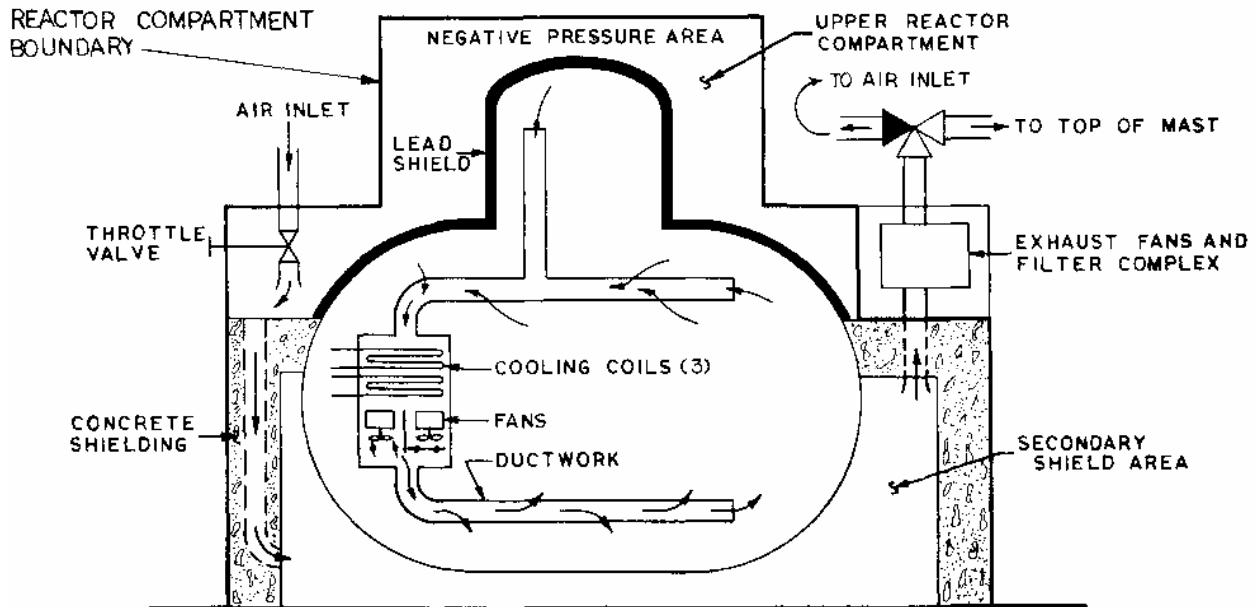 REACTOR COMPARTMENT
BOUNDARY
NEGATIVE PRESSURE AREA
UPPER REACTOR
COMPARTMENT
AIR INLET
TO AIR INLET
LEAD
SHIELD
TO TOP OF MAST
THROTTLE
VALVE
EXHAUST FANS AND
FILTER COMPLEX
COOLING COILS (3)
CONCRETE
SHIELDING
FANS
DUCTWORK
SECONDARY
SHIELD AREA